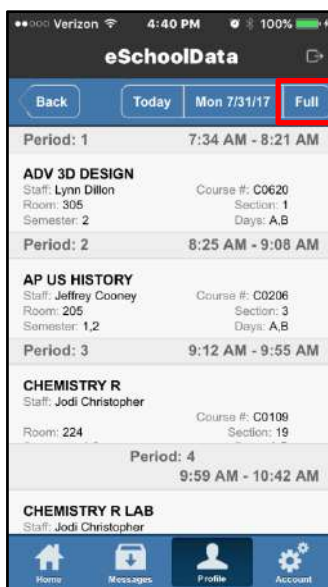 Verizon 4:40 PM 100%
eSchoolData
Back Today Mon 7/31/17 Full
Period: 1 7:34 AM - 8:21 AM
ADV 3D DESIGN
Staff: Lynn Dillon Course #: C0620
Room: 305 Section: 1
Semester: 2 Days: A,B
Period: 2 8:25 AM - 9:08 AM
AP US HISTORY
Staff: Jeffrey Cooney Course #: C0206
Room: 205 Section: 3
Semester: 1,2 Days: A,B
Period: 3 9:12 AM - 9:55 AM
CHEMISTRY R
Staff: Jodi Christopher
Course #: C0109
Room: 224 Section: 19
Period: 4
9:59 AM - 10:42 AM
CHEMISTRY R LAB
Staff: Jodi Christopher
Home Messages Profile Account